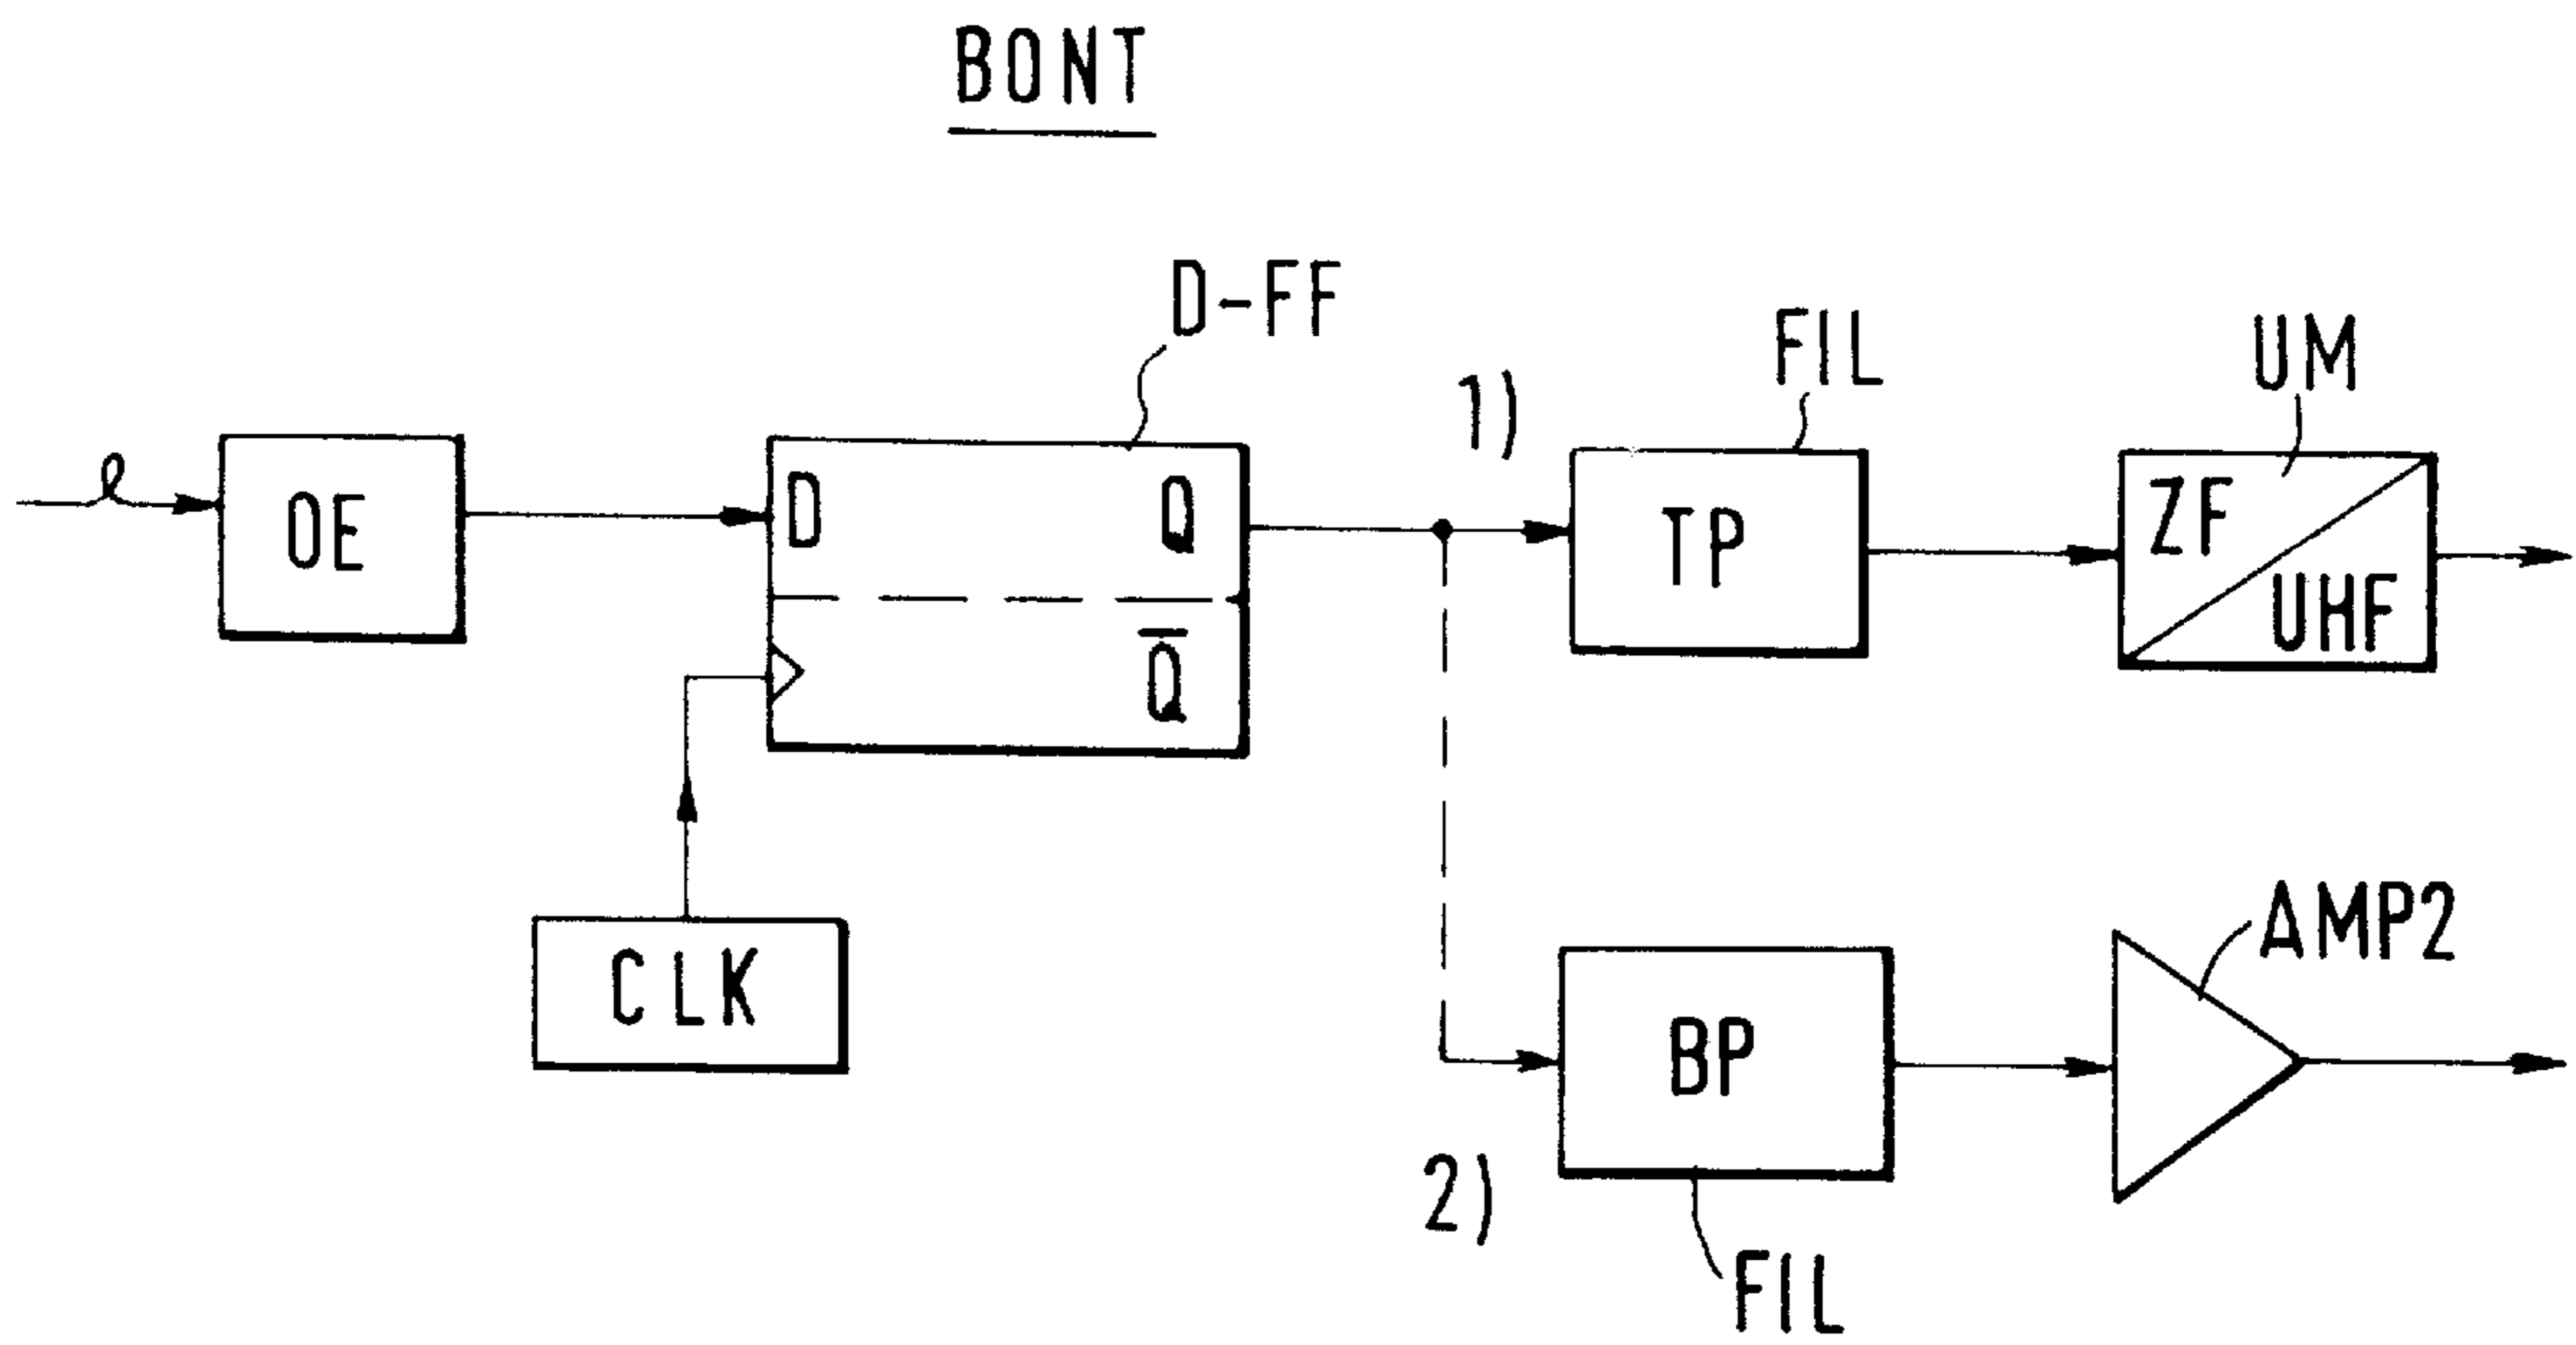 BONT
D-FF
1)
FIL
UM
OE
D
Q
TP
ZF
UHF
Q̅
CLK
AMP2
BP
2)
FIL